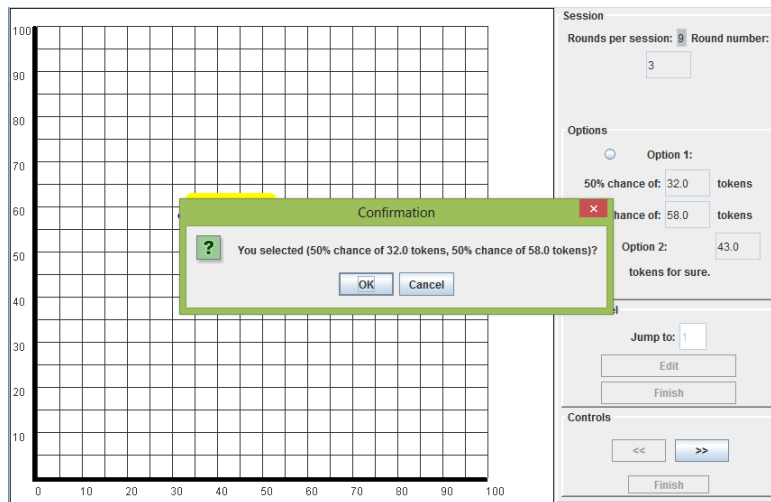 100
90
80
70
60
50
40
30
20
10
0 10 20 30 40 50 60 70 80 90 100
Confirmation
x
?
You selected (50% chance of 32.0 tokens, 50% chance of 58.0 tokens)?
OK Cancel
Session
Rounds per session: 9 Round number:
3
Options
Option 1:
50% chance of: 32.0 tokens
hance of: 58.0 tokens
Option 2: 43.0
tokens for sure.
Jump to: 1
Edit
Finish
Controls
<< >>
Finish